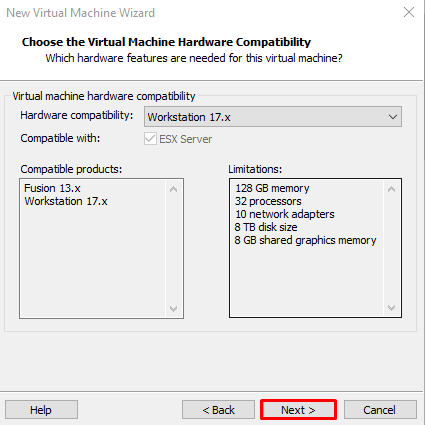 New Virtual Machine Wizard
Choose the Virtual Machine Hardware Compatibility
Which hardware features are needed for this virtual machine?
Virtual machine hardware compatibility
Hardware compatibility: Workstation 17.x
Compatible with: ESX Server
Compatible products:
Fusion 13.x
Workstation 17.x
Limitations:
128 GB memory
32 processors
10 network adapters
8 TB disk size
8 GB shared graphics memory
Help < Back Next > Cancel